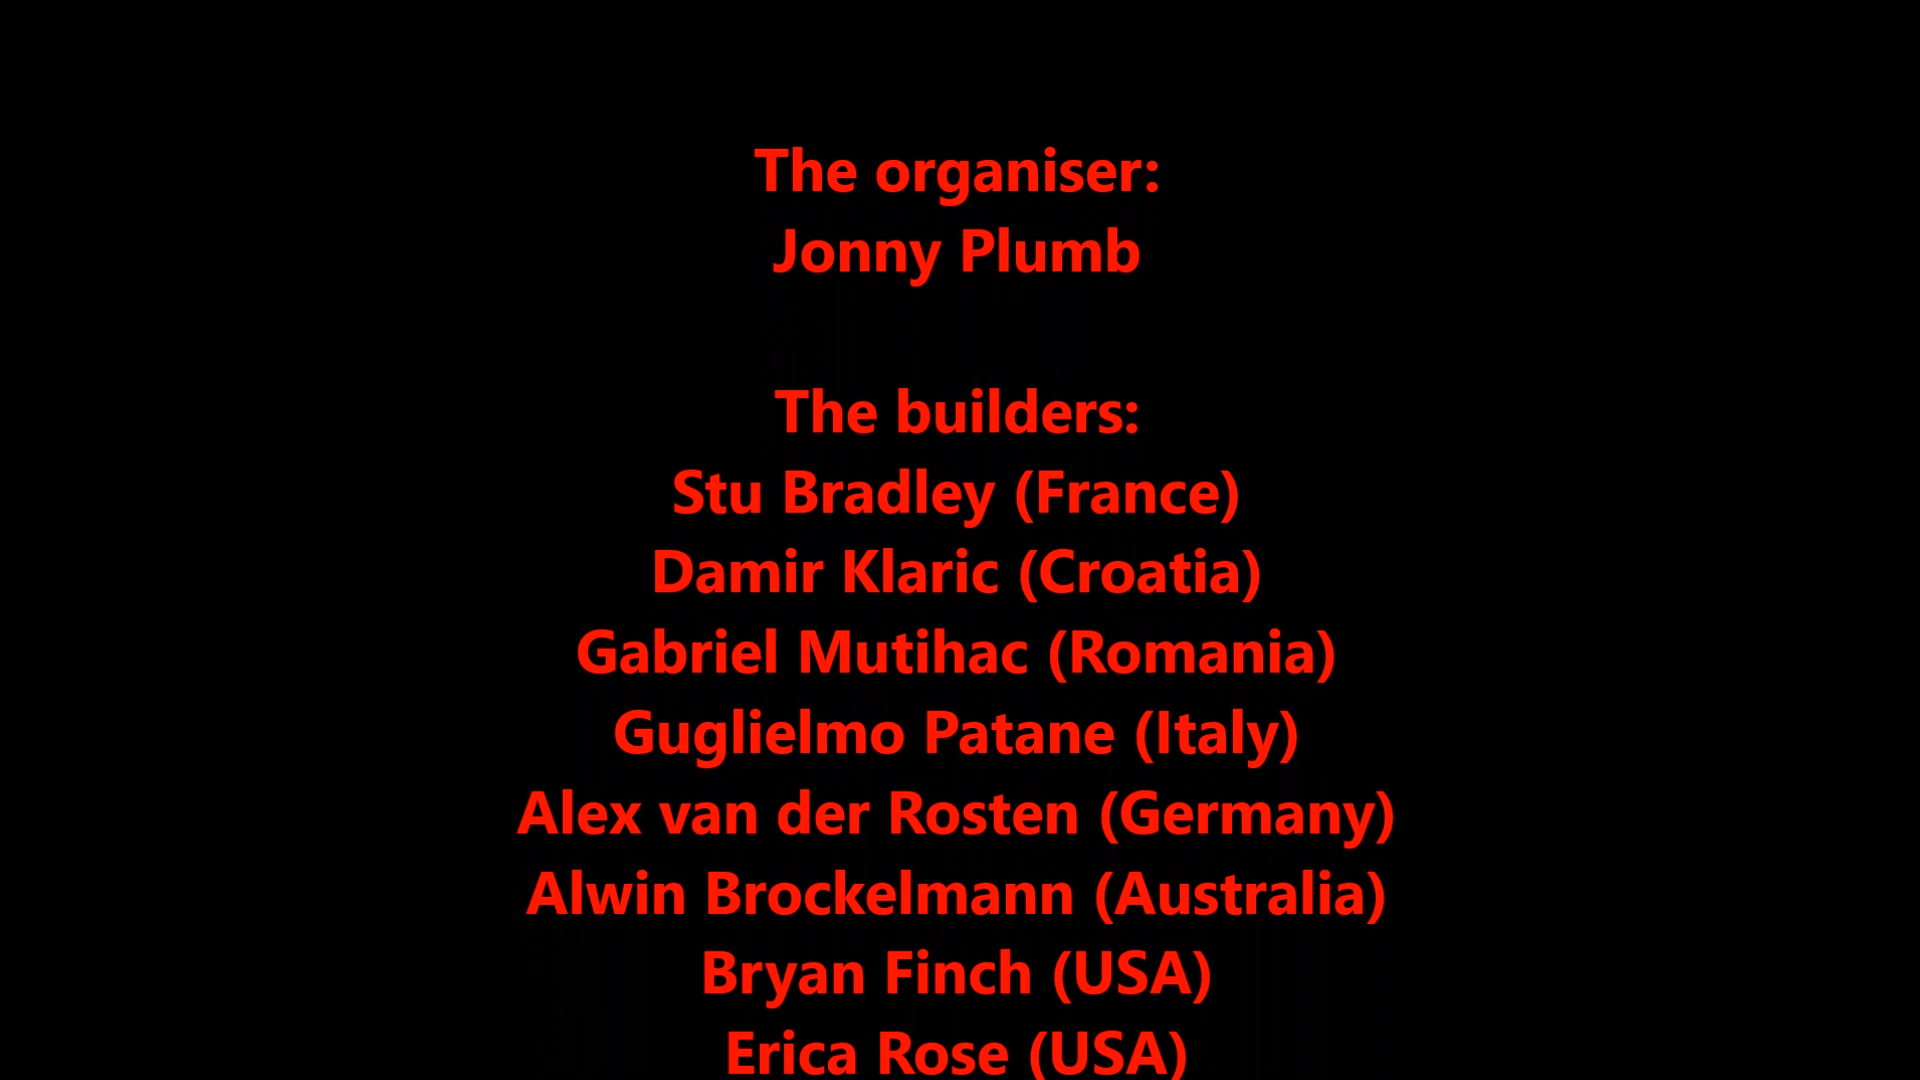 The organiser:
Jonny Plumb
The builders:
Stu Bradley (France)
Damir Klaric (Croatia)
Gabriel Mutihac (Romania)
Guglielmo Patane (Italy)
Alex van der Rosten (Germany)
Alwin Brockelmann (Australia)
Bryan Finch (USA)
Erica Rose (USA)